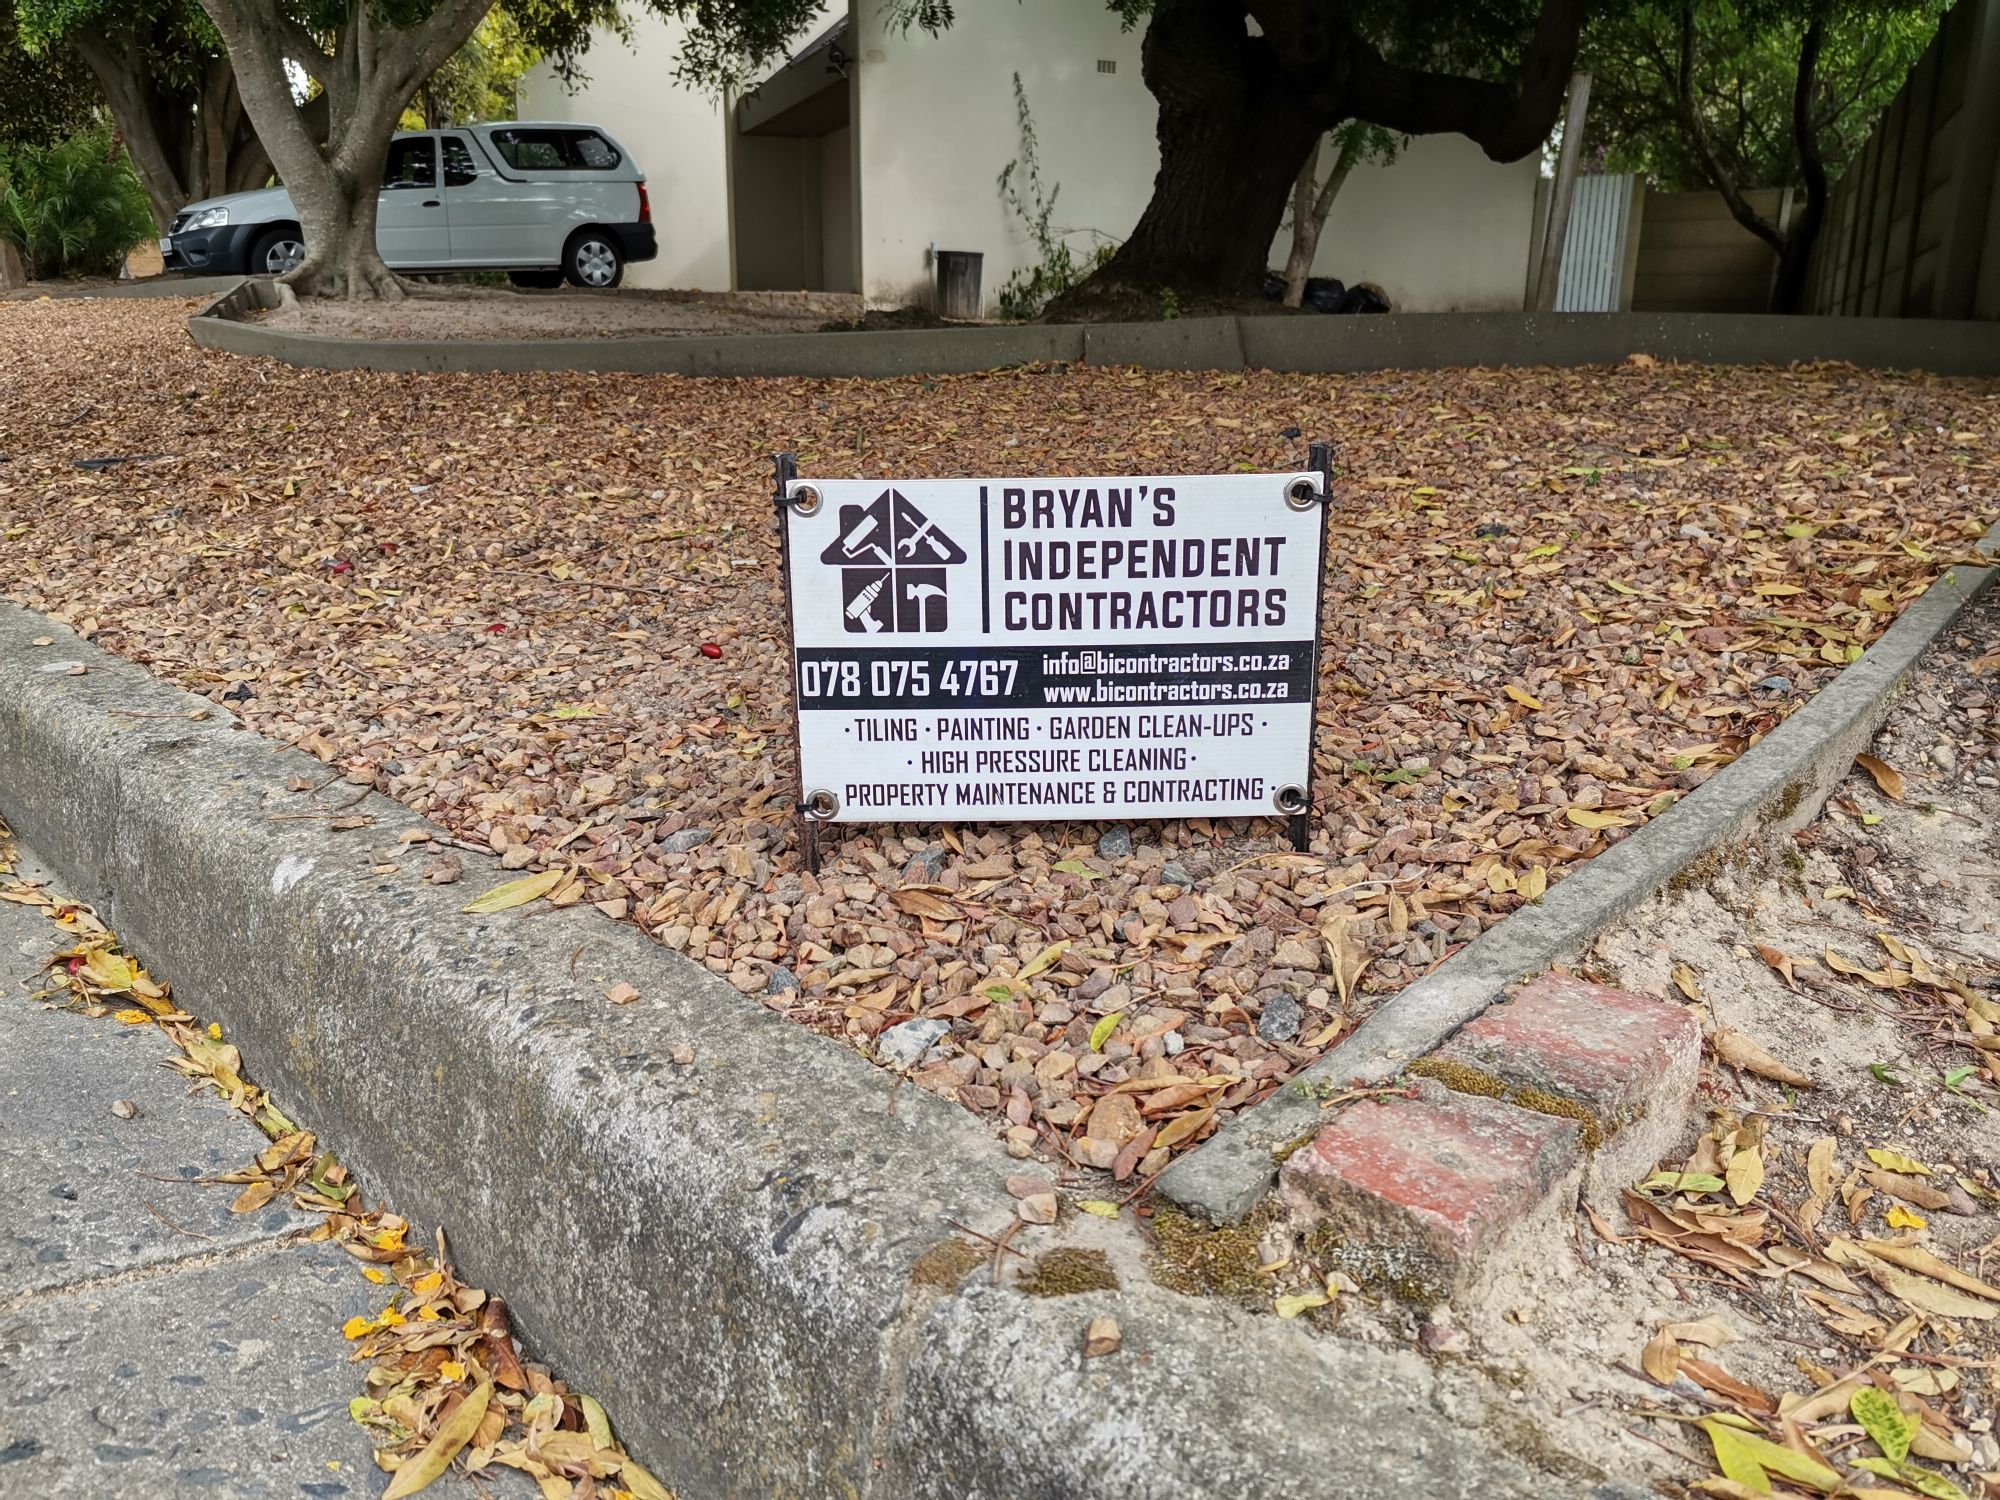 BRYAN'S
INDEPENDENT
CONTRACTORS
078 075 4767
info@bicontractors.co.za
www.bicontractors.co.za
· TILING · PAINTING · GARDEN CLEAN-UPS ·
· HIGH PRESSURE CLEANING ·
· PROPERTY MAINTENANCE & CONTRACTING ·